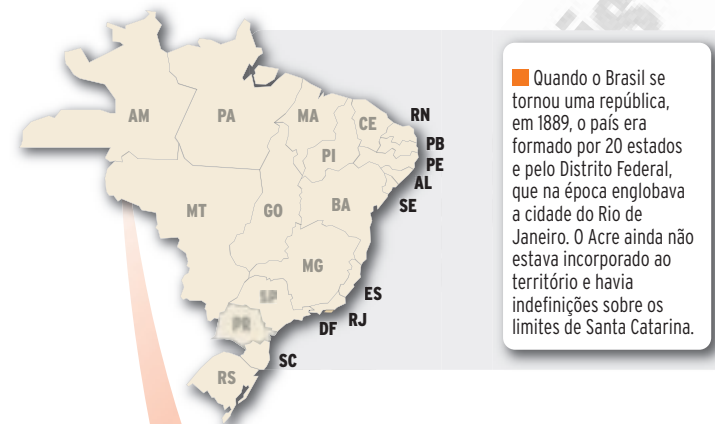 AM
PA
MA
CE
RN
PB
PI
PE
AL
SE
MT
GO
BA
MG
ES
RJ
DF
SC
RS
Quando o Brasil se
tornou uma república,
em 1889, o país era
formado por 20 estados
e pelo Distrito Federal,
que na época englobava
a cidade do Rio de
Janeiro. O Acre ainda não
estava incorporado ao
território e havia
indefinições sobre os
limites de Santa Catarina.